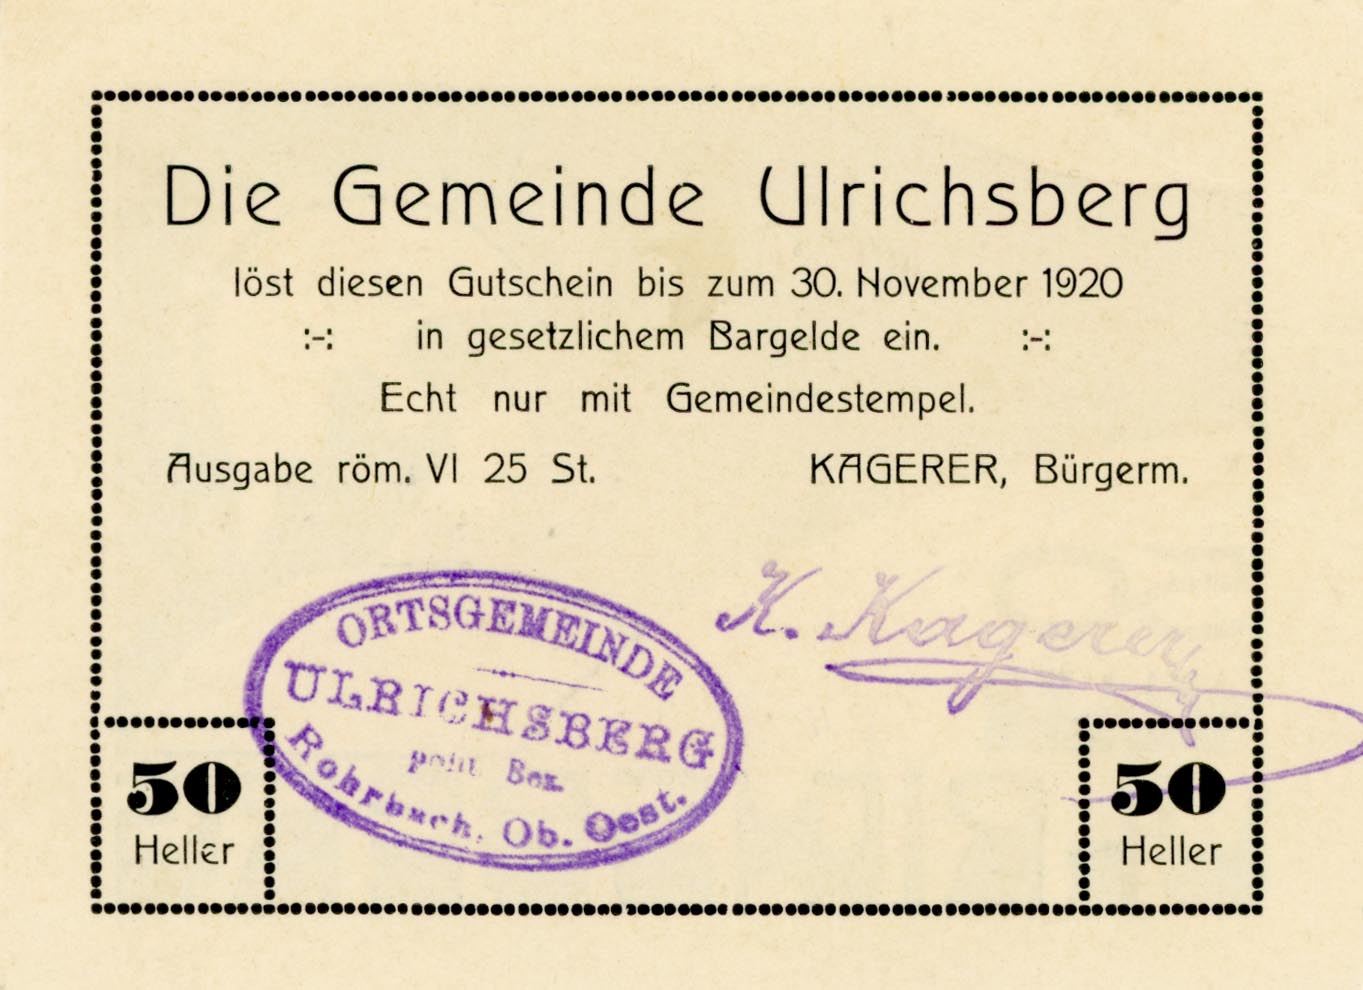 Die Gemeinde Ulrichsberg
löst diesen Gutschein bis zum 30. November 1920
:-: in gesetzlichem Bargelde ein. :-:
Echt nur mit Gemeindestempel.
Ausgabe röm. VI 25 St. KAGERER, Bürgerm.
K. Kagerer
ORTSGEMEINDE
ULRICHSBERG
polit. Bez.
Rohrbach, Ob. Oest.
50
Heller
50
Heller